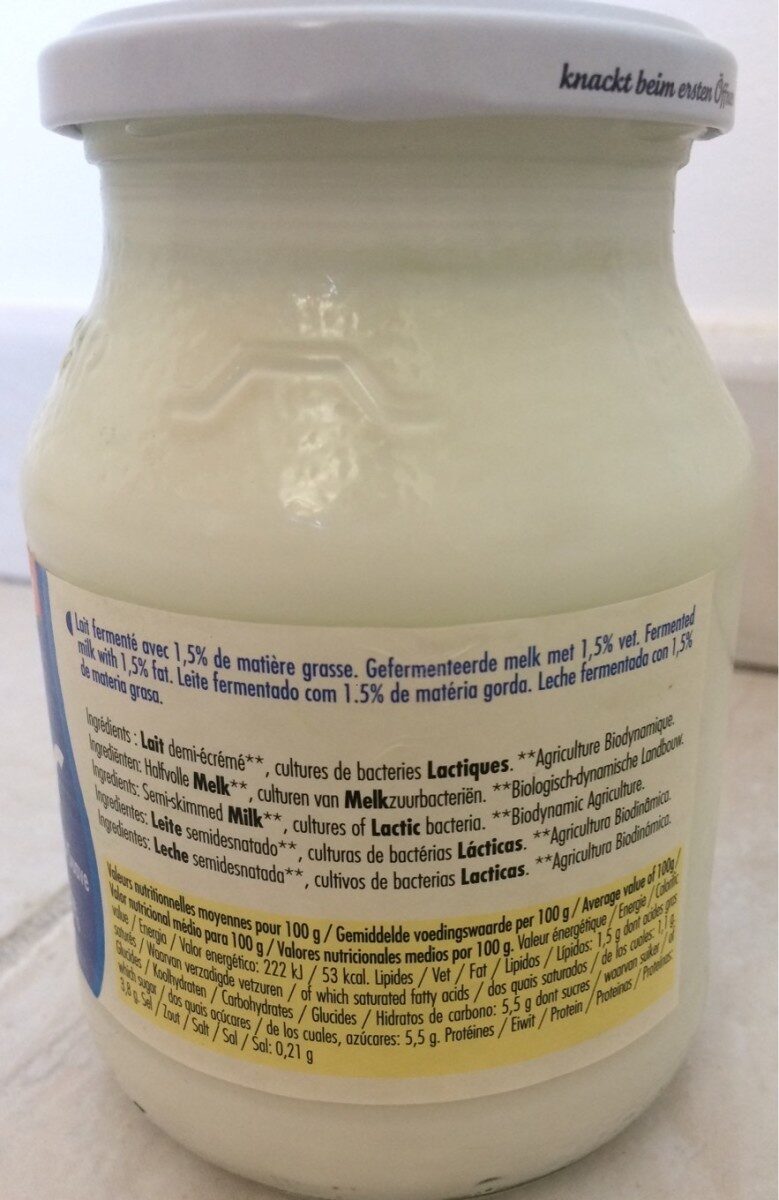 knackt beim ersten Öffnen
Lait fermenté avec 1,5% de matière grasse. Gefermenteerde melk met 1,5% vet. Fermented
milk with 1,5% fat. Leite fermentado com 1.5% de matéria gorda. Leche fermentada con 1,5%
de materia grasa.
Ingrédients : Lait demi-écrémé**, cultures de bacteries Lactiques. **Agriculture Biodynamique.
Ingrediënten: Halfvolle Melk**, culturen van Melkzuurbacteriën. **Biologisch-dynamische Landbouw.
Ingredients: Semi-skimmed Milk**, cultures of Lactic bacteria. **Biodynamic Agriculture.
Ingredientes: Leite semidesnatado**, culturas de bactérias Lácticas. **Agricultura Biodinâmica.
Ingredientes: Leche semidesnatada**, cultivos de bacterias Lacticas. **Agricultura Biodinámica.
Valeurs nutritionnelles moyennes pour 100 g / Gemiddelde voedingswaarde per 100 g / Average value of 100g /
Valor nutricional médio para 100 g / Valores nutricionales medios por 100 g. Valeur énergétique / Energie / Calorific
value / Energia / Valor energético: 222 kJ / 53 kcal. Lipides / Vet / Fat / Lipidos / Lípidos: 1,5 g dont acides gras
saturés / Waarvan verzadigde vetzuren / of which saturated fatty acids / dos quais saturados / de las cuales: 1,1 g.
Glucides / Koolhydraten / Carbohydrates / Glucides / Hidratos de carbono: 5,5 g dont sucres / waarvan suiker / of
which sugar / dos quais açúcares / de los cuales, azúcares: 5,5 g. Protéines / Eiwit / Protein / Proteinas / Proteínas:
3,8 g. Sel / Zout / Salt / Sal / Sal: 0,21 g